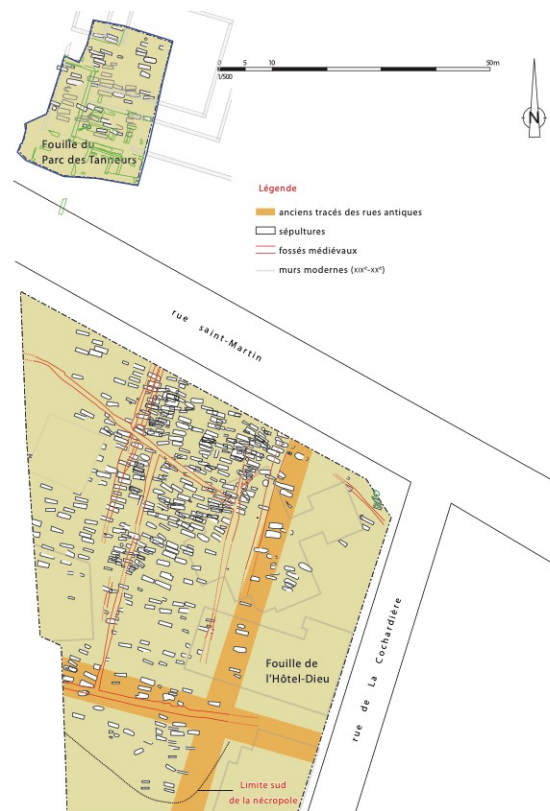 0 5 10 50m
1/500
N
Fouille du
Parc des Tanneurs
Légende
anciens tracés des rues antiques
sépultures
fossés médiévaux
murs modernes (XIXᵉ-XXᵉ)
rue saint-Martin
rue de La Cochardière
Fouille de
l'Hôtel-Dieu
Limite sud
de la nécropole